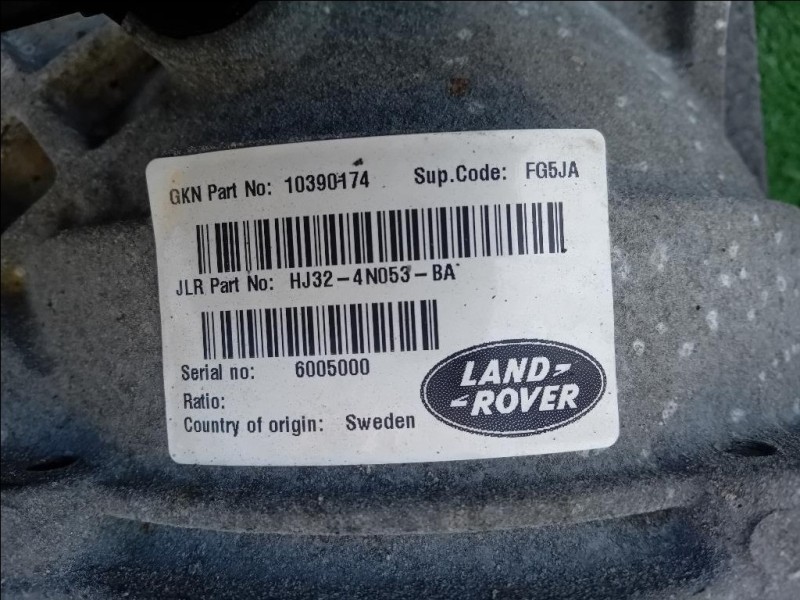 GKN Part No: 10390174 Sup.Code: FG5JA
JLR Part No: HJ32-4N053-BA
Serial no: 6005000
LAND-
-ROVER
Ratio:
Country of origin: Sweden